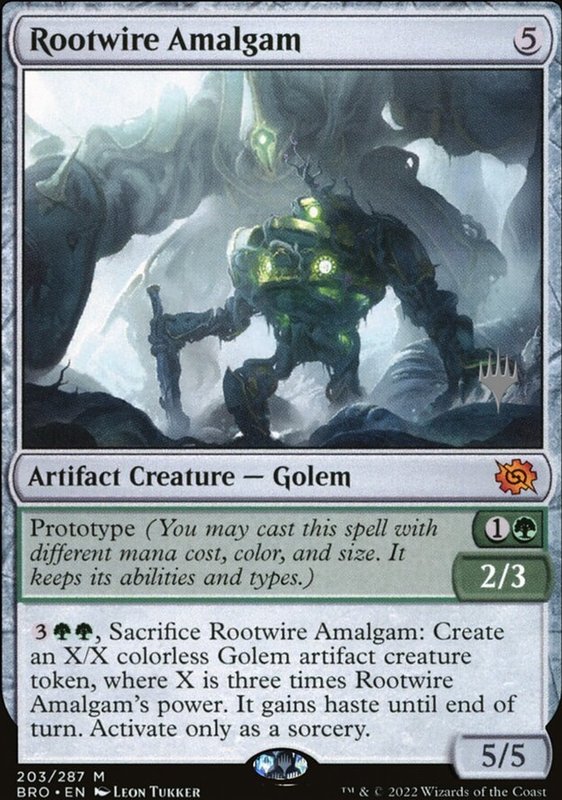 Rootwire Amalgam 5
Artifact Creature — Golem
Prototype (You may cast this spell with 1
different mana cost, color, and size. It
keeps its abilities and types.) 2/3
3, Sacrifice Rootwire Amalgam: Create
an X/X colorless Golem artifact creature
token, where X is three times Rootwire
Amalgam's power. It gains haste until end of
turn. Activate only as a sorcery.
5/5
203/287 M
BRO • EN LEON TUKKER ™ & © 2022 Wizards of the Coast